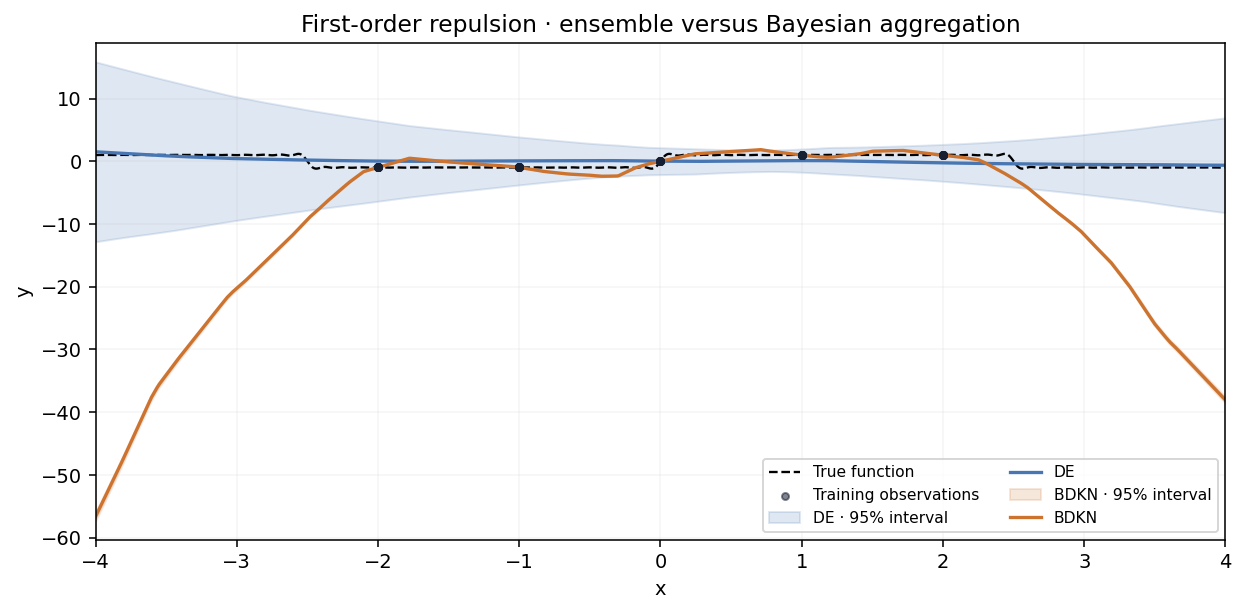 First-order repulsion · ensemble versus Bayesian aggregation
y
10
0
−10
−20
−30
−40
−50
−60
−4
−3
−2
−1
0
1
2
3
4
x
True function
Training observations
DE · 95% interval
DE
BDKN · 95% interval
BDKN